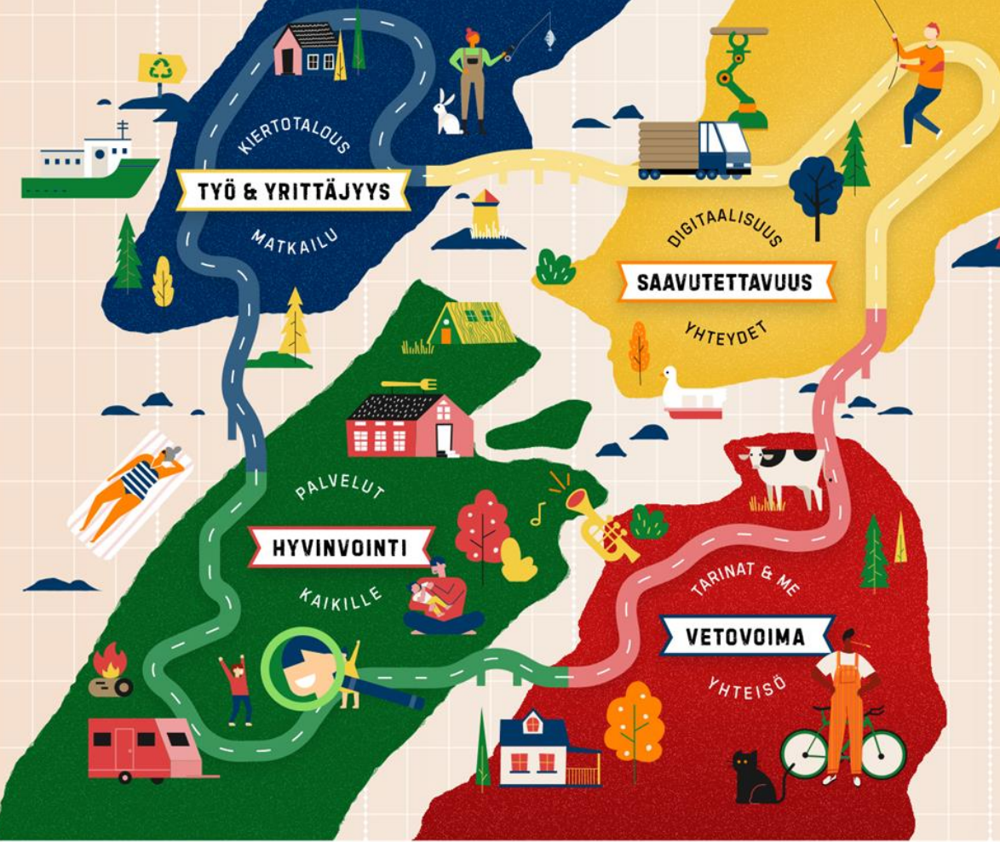 KIERTOTALOUS
TYÖ & YRITTÄJYYS
MATKAILU
DIGITAALISUUS
SAAVUTETTAVUUS
YHTEYDET
PALVELUT
HYVINVOINTI
KAIKILLE
TARINAT & ME
VETOVOIMA
YHTEISÖ